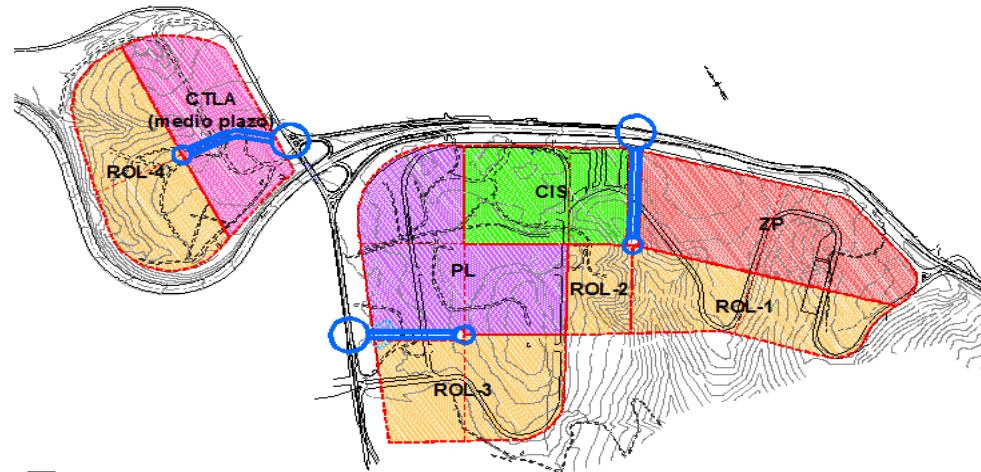 CTLA
(medio plazo)
ROL-4
CIS
ZP
PL
ROL-2
ROL-1
ROL-3